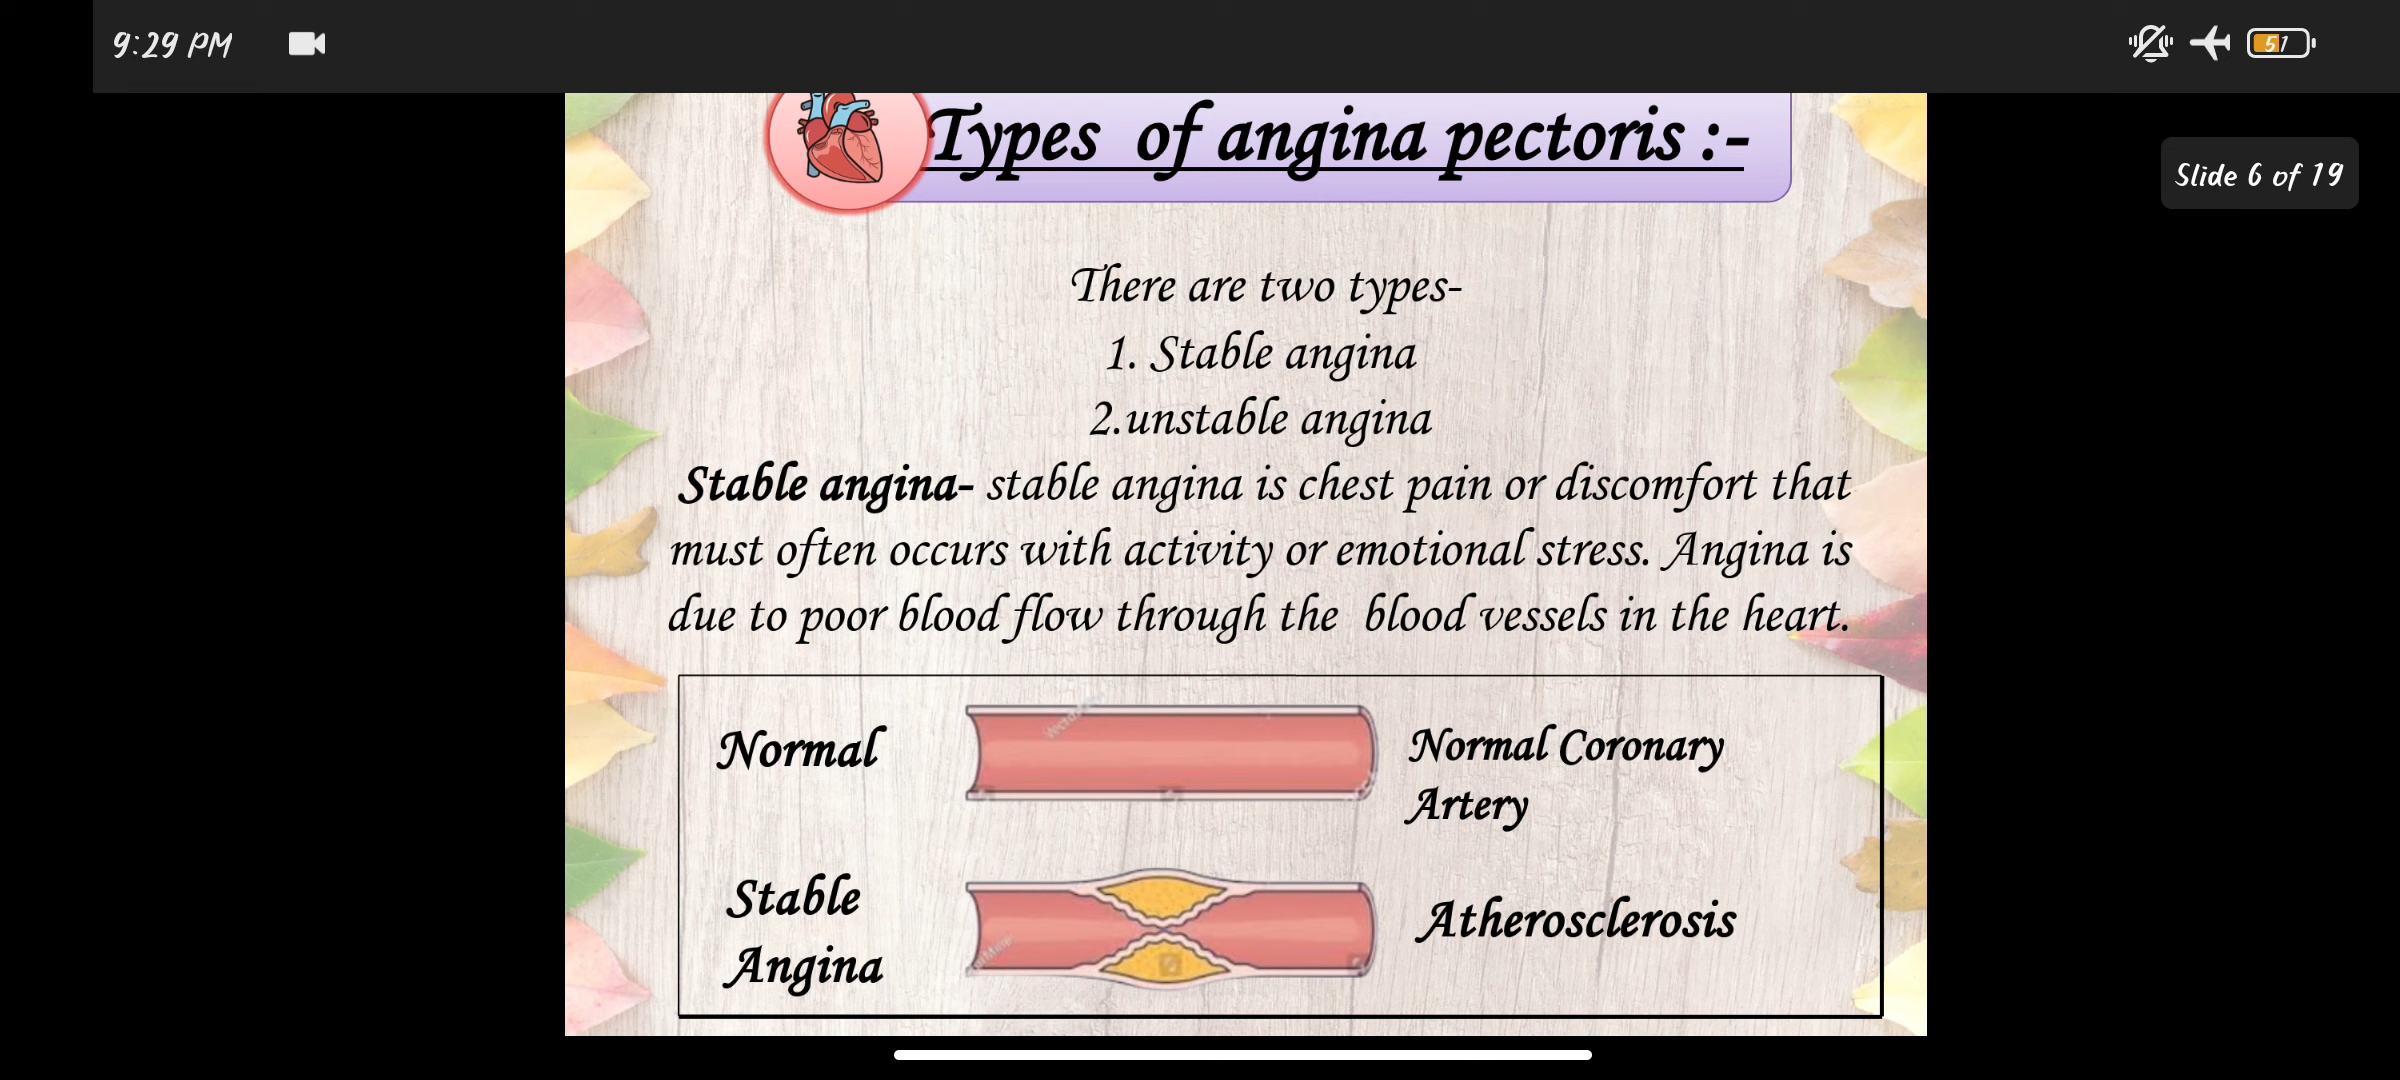 9:29 PM
51
Slide 6 of 19
Types of angina pectoris :-
There are two types-
1. Stable angina
2.unstable angina
Stable angina- stable angina is chest pain or discomfort that
must often occurs with activity or emotional stress. Angina is
due to poor blood flow through the blood vessels in the heart.
Normal
Normal Coronary
Artery
Stable
Angina
Atherosclerosis